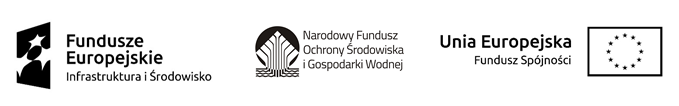 Fundusze
Europejskie
Infrastruktura i Środowisko
Narodowy Fundusz
Ochrony Środowiska
i Gospodarki Wodnej
Unia Europejska
Fundusz Spójności